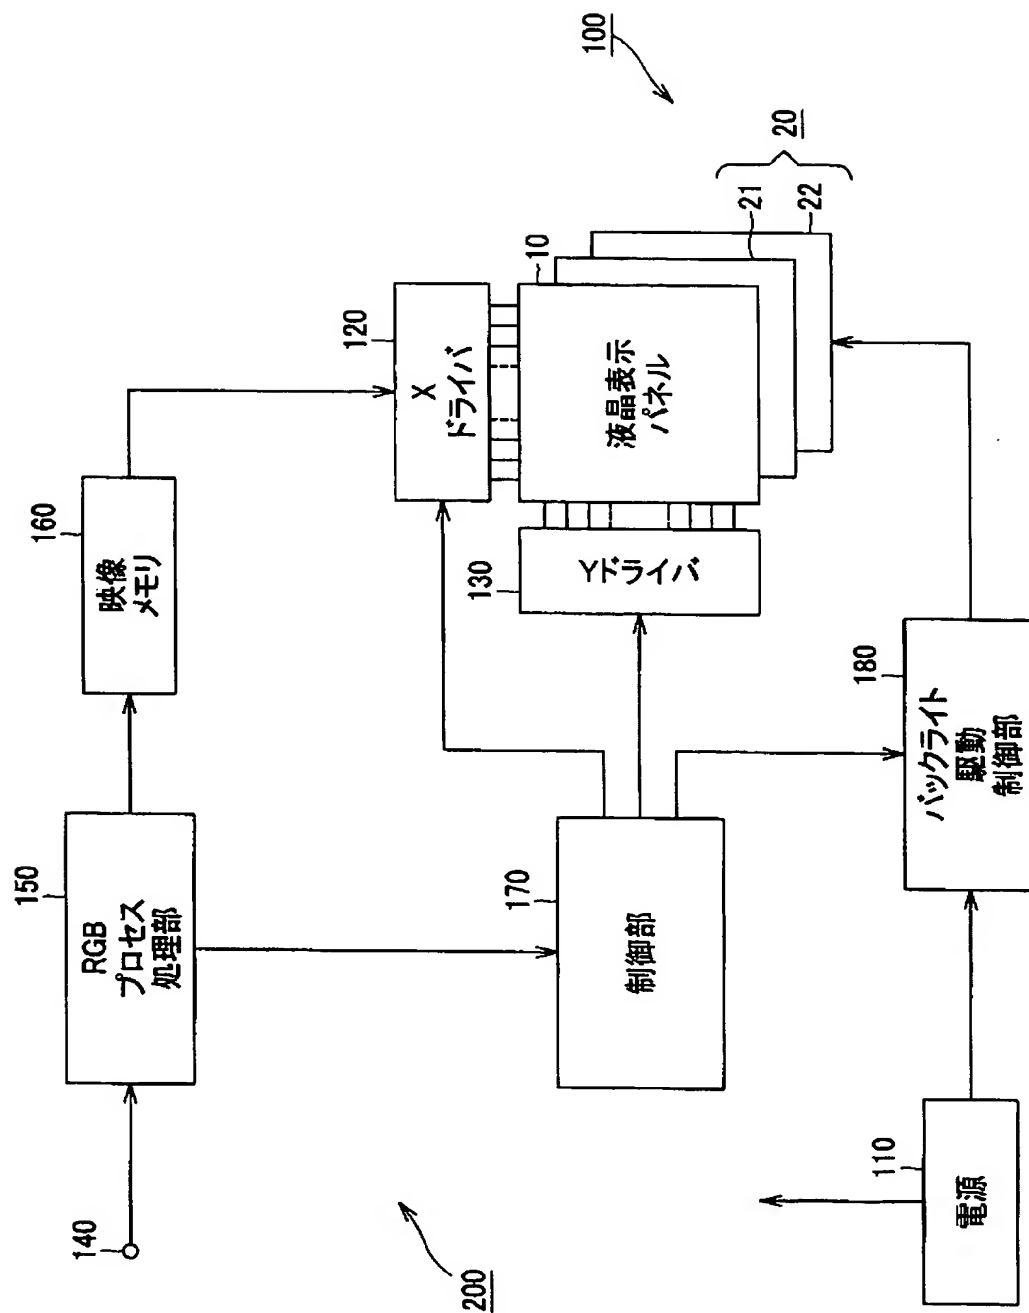 100
20
21
22
10
120
X
ドライバ
液晶表示
パネル
130
Yドライバ
160
映像
メモリ
150
RGB
プロセス
処理部
170
制御部
180
バックライト
駆動
制御部
140
200
110
電源